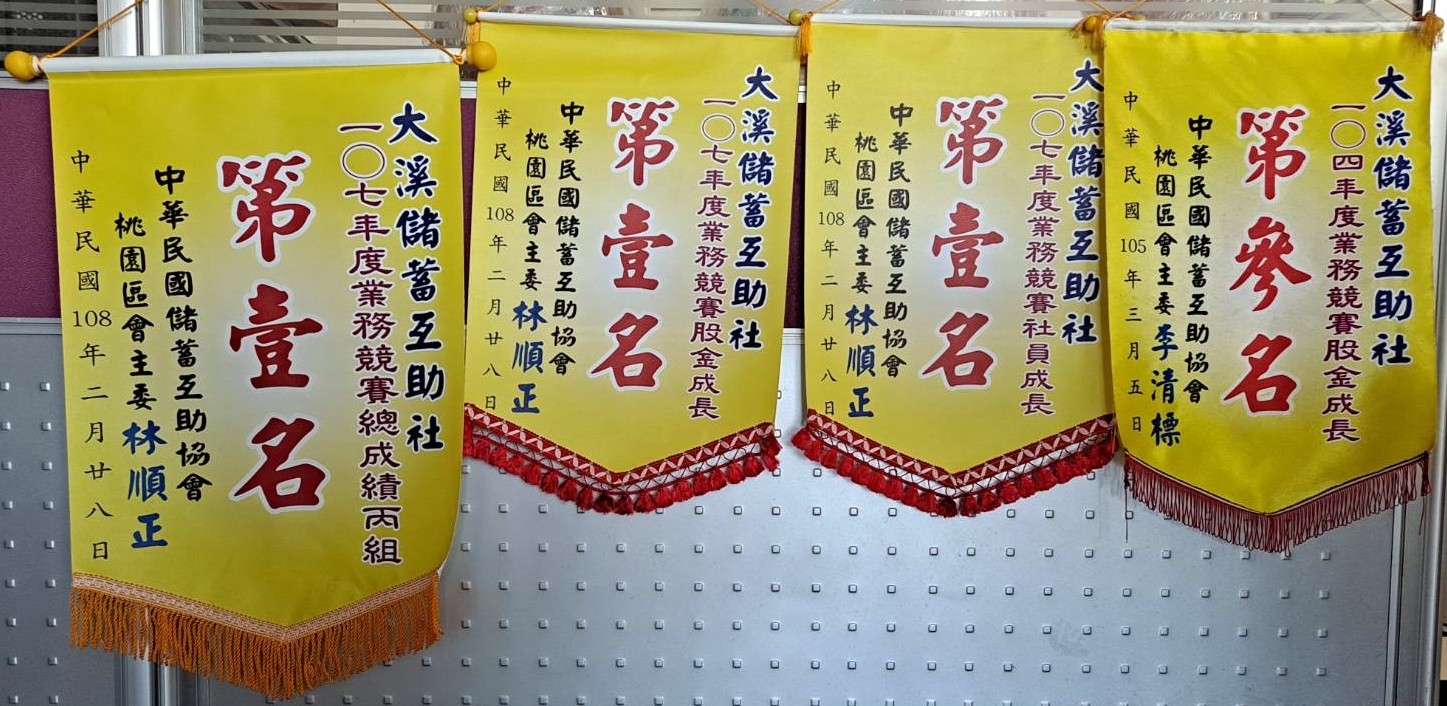 大溪儲蓄互助社
一〇七年度業務競賽總成績丙組
第壹名
中華民國儲蓄互助協會
桃園區會主委林順正
中華民國108年二月廿八日
大溪儲蓄互助社
一〇七年度業務競賽股金成長
第壹名
中華民國儲蓄互助協會
桃園區會主委林順正
中華民國108年二月廿八日
大溪儲蓄互助社
一〇七年度業務競賽社員成長
第壹名
中華民國儲蓄互助協會
桃園區會主委林順正
中華民國108年二月廿八日
大溪儲蓄互助社
一〇四年度業務競賽股金成長
第參名
中華民國儲蓄互助協會
桃園區會主委李清標
中華民國105年三月五日